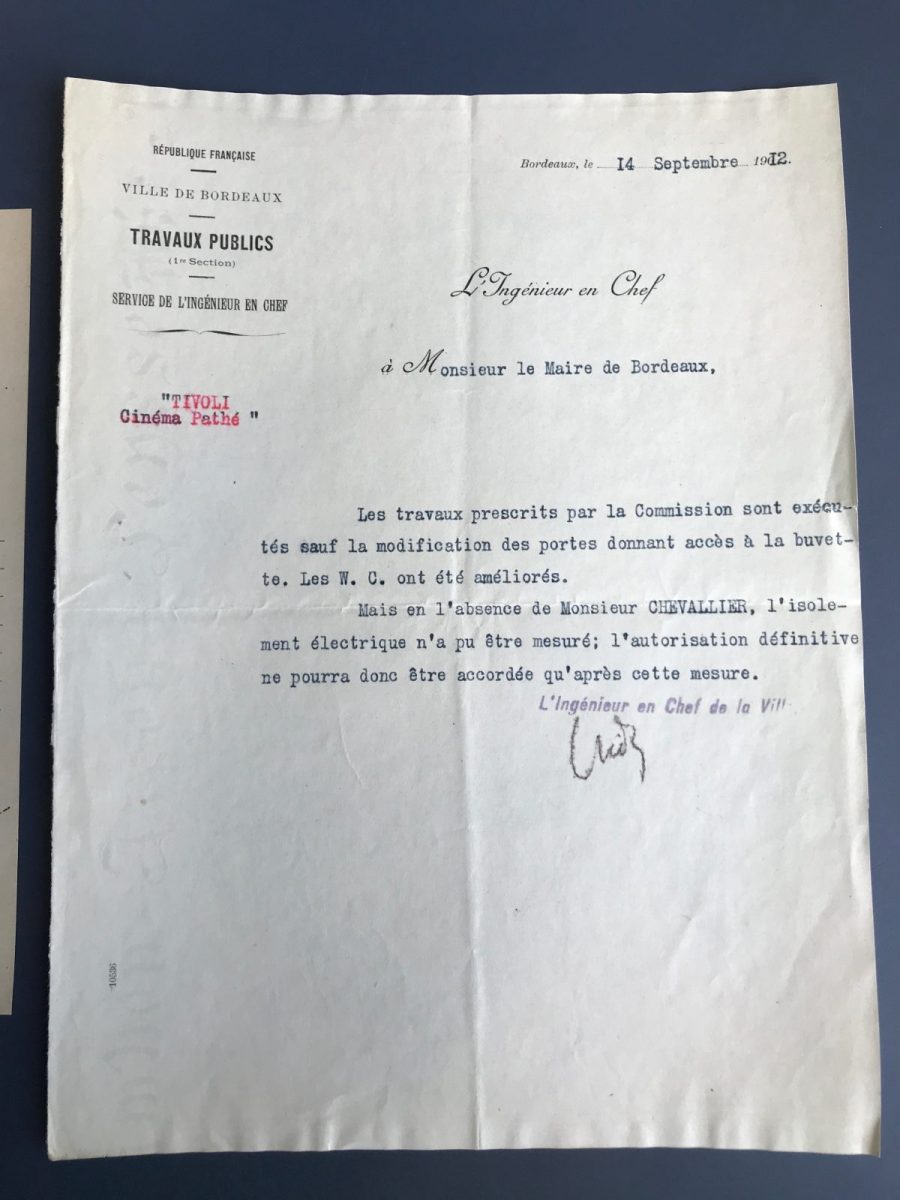 RÉPUBLIQUE FRANÇAISE
VILLE DE BORDEAUX
TRAVAUX PUBLICS
(1re Section)
SERVICE DE L'INGÉNIEUR EN CHEF
Bordeaux, le 14 Septembre 1912.
L'Ingénieur en Chef
à Monsieur le Maire de Bordeaux,
"TIVOLI
Cinéma Pathé "
Les travaux prescrits par la Commission sont exécu-
tés sauf la modification des portes donnant accès à la buvet-
te. Les W. C. ont été améliorés.
Mais en l'absence de Monsieur CHEVALLIER, l'isole-
ment électrique n'a pu être mesuré; l'autorisation définitive
ne pourra donc être accordée qu'après cette mesure.
L'Ingénieur en Chef de la Vill
10536